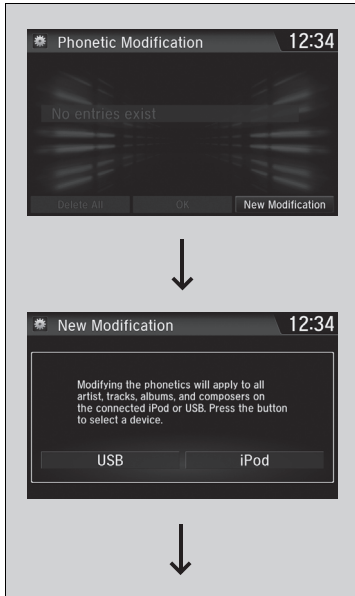 Phonetic Modification 12:34
No entries exist
Delete All OK New Modification
New Modification 12:34
Modifying the phonetics will apply to all
artist, tracks, albums, and composers on
the connected iPod or USB. Press the button
to select a device.
USB iPod